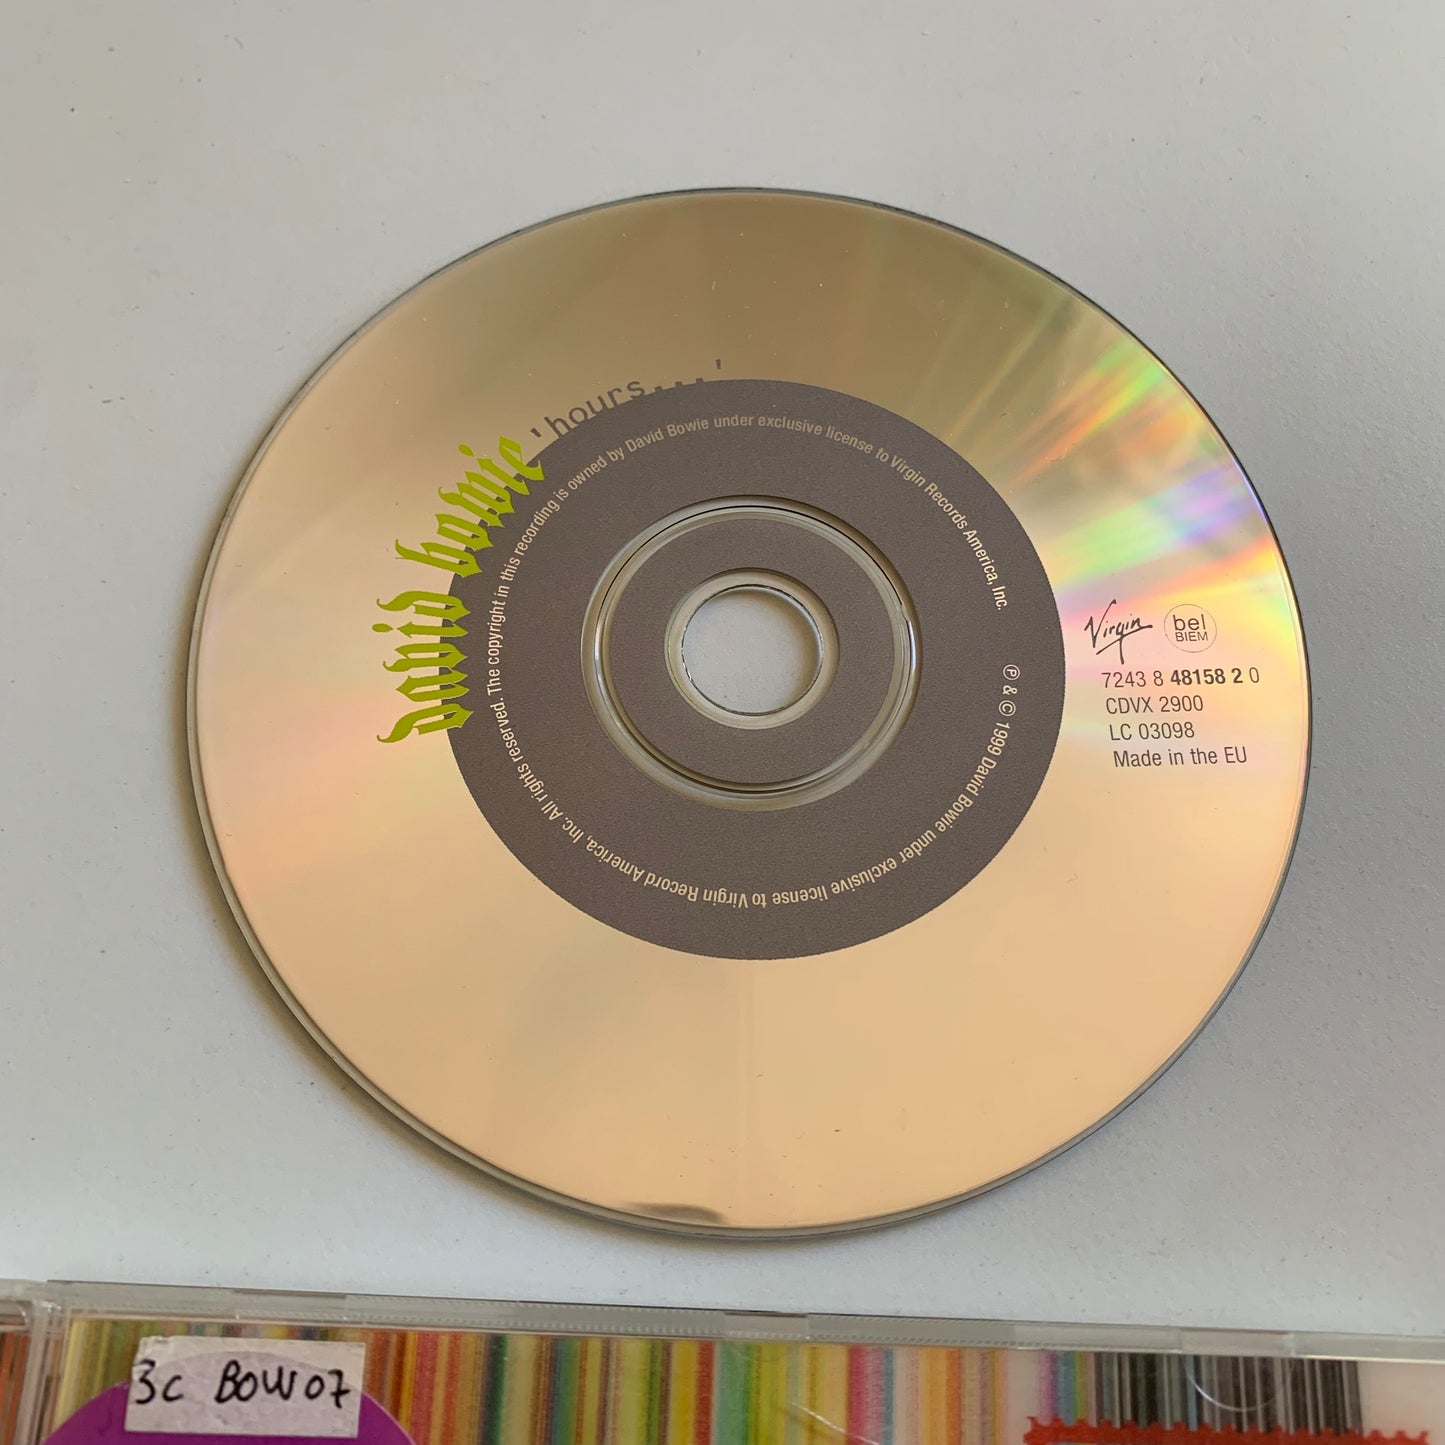 david bowie
'hours...'
℗ & © 1999 David Bowie under exclusive license to Virgin Record America, Inc. All rights reserved. The copyright in this recording is owned by David Bowie under exclusive license to Virgin Records America, Inc.
Virgin
bel
BIEM
7243 8 48158 2 0
CDVX 2900
LC 03098
Made in the EU
3C BOW07